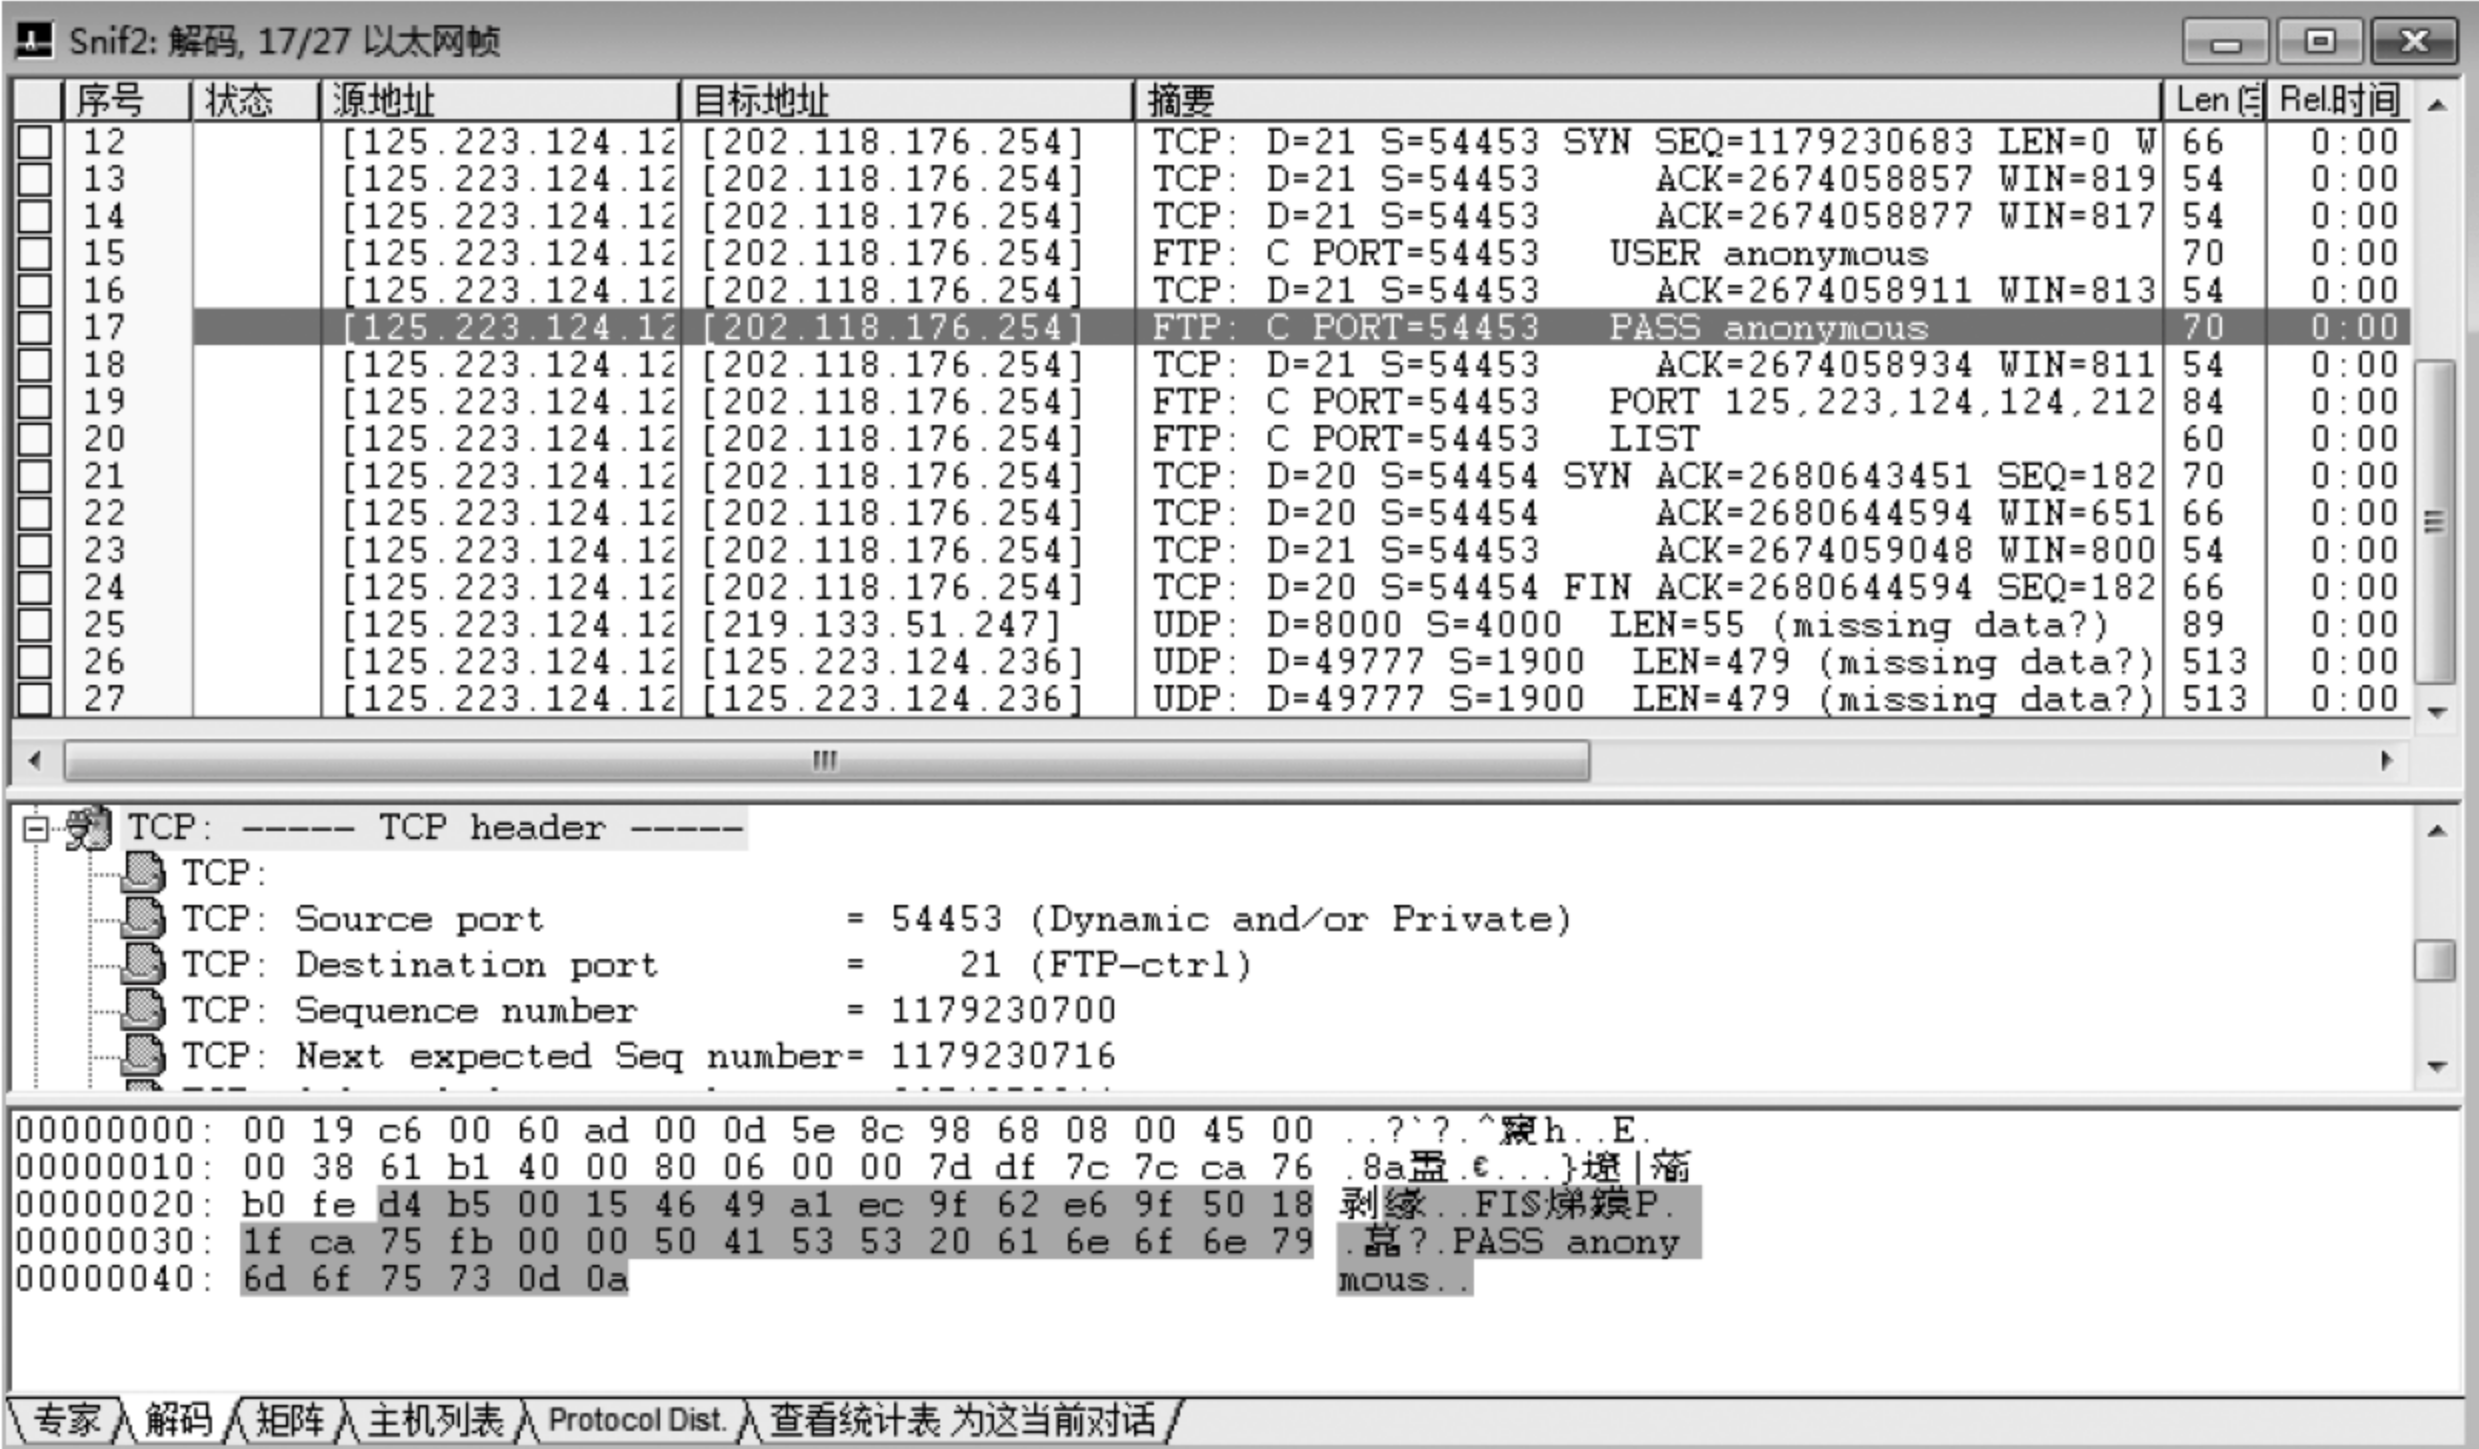 Snif2: 解码, 17/27 以太网帧
序号 状态 源地址 目标地址 摘要 Len Rel.时间
12 [125.223.124.12 [202.118.176.254] TCP: D=21 S=54453 SYN SEQ=1179230683 LEN=0 W 66 0:00
13 [125.223.124.12 [202.118.176.254] TCP: D=21 S=54453 ACK=2674058857 WIN=819 54 0:00
14 [125.223.124.12 [202.118.176.254] TCP: D=21 S=54453 ACK=2674058877 WIN=817 54 0:00
15 [125.223.124.12 [202.118.176.254] FTP: C PORT=54453 USER anonymous 70 0:00
16 [125.223.124.12 [202.118.176.254] TCP: D=21 S=54453 ACK=2674058911 WIN=813 54 0:00
17 [125.223.124.12 [202.118.176.254] FTP: C PORT=54453 PASS anonymous 70 0:00
18 [125.223.124.12 [202.118.176.254] TCP: D=21 S=54453 ACK=2674058934 WIN=811 54 0:00
19 [125.223.124.12 [202.118.176.254] FTP: C PORT=54453 PORT 125,223,124,124,212 84 0:00
20 [125.223.124.12 [202.118.176.254] FTP: C PORT=54453 LIST 60 0:00
21 [125.223.124.12 [202.118.176.254] TCP: D=20 S=54454 SYN ACK=2680643451 SEQ=182 70 0:00
22 [125.223.124.12 [202.118.176.254] TCP: D=20 S=54454 ACK=2680644594 WIN=651 66 0:00
23 [125.223.124.12 [202.118.176.254] TCP: D=21 S=54453 ACK=2674059048 WIN=800 54 0:00
24 [125.223.124.12 [202.118.176.254] TCP: D=20 S=54454 FIN ACK=2680644594 SEQ=182 66 0:00
25 [125.223.124.12 [219.133.51.247] UDP: D=8000 S=4000 LEN=55 (missing data?) 89 0:00
26 [125.223.124.12 [125.223.124.236] UDP: D=49777 S=1900 LEN=479 (missing data?) 513 0:00
27 [125.223.124.12 [125.223.124.236] UDP: D=49777 S=1900 LEN=479 (missing data?) 513 0:00
TCP: ----- TCP header -----
TCP:
TCP: Source port = 54453 (Dynamic and/or Private)
TCP: Destination port = 21 (FTP-ctrl)
TCP: Sequence number = 1179230700
TCP: Next expected Seq number= 1179230716
00000000: 00 19 c6 00 60 ad 00 0d 5e 8c 98 68 08 00 45 00 ..?`?.^h..E.
00000010: 00 38 61 b1 40 00 80 06 00 00 7d df 7c 7c ca 76 .8a.€...}|
00000020: b0 fe d4 b5 00 15 46 49 a1 ec 9f 62 e6 9f 50 18 剥缘..FISP.
00000030: 1f ca 75 fb 00 00 50 41 53 53 20 61 6e 6f 6e 79 .?.PASS anony
00000040: 6d 6f 75 73 0d 0a mous..
专家 解码 矩阵 主机列表 Protocol Dist. 查看统计表 为这当前对话